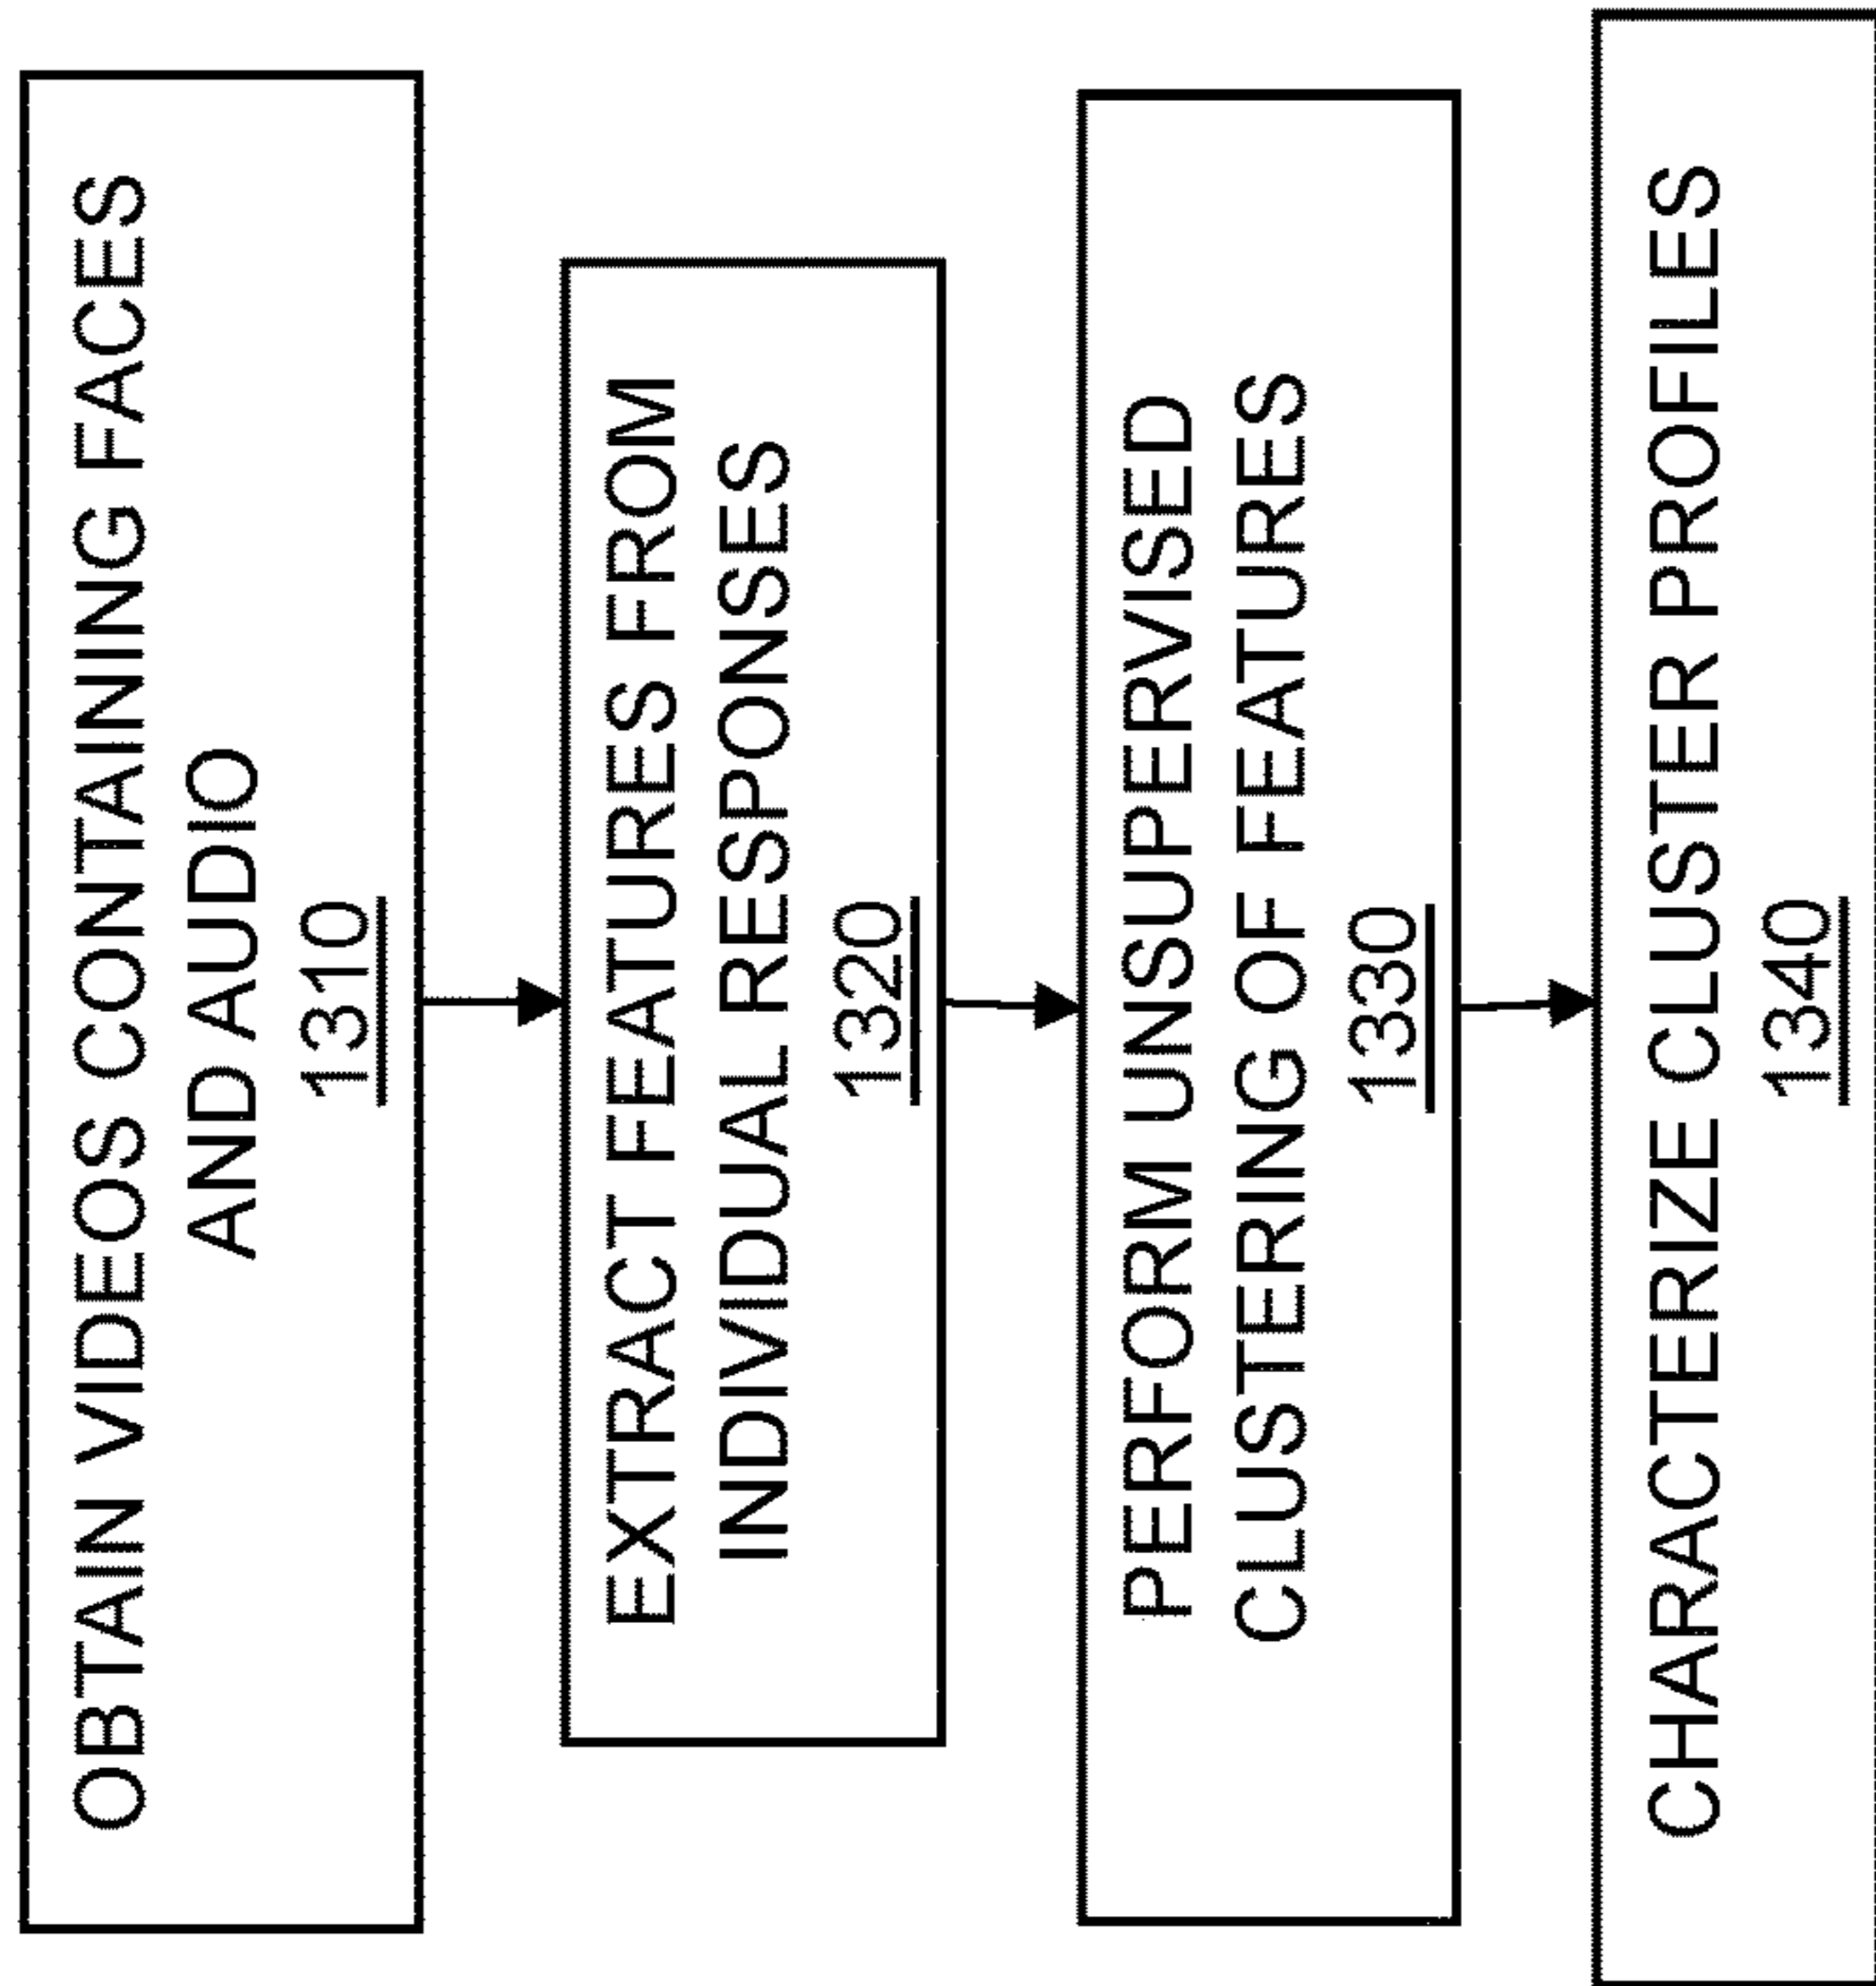 OBTAIN VIDEOS CONTAINING FACES
AND AUDIO
1310
EXTRACT FEATURES FROM
INDIVIDUAL RESPONSES
1320
PERFORM UNSUPERVISED
CLUSTERING OF FEATURES
1330
CHARACTERIZE CLUSTER PROFILES
1340